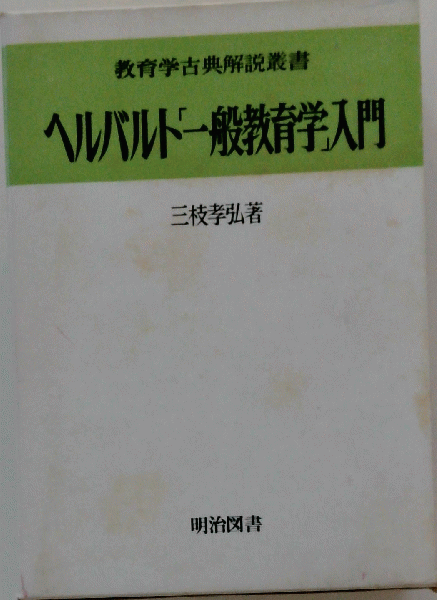 教育学古典解説叢書
ヘルバルト「一般教育学」入門
三枝孝弘著
明治図書